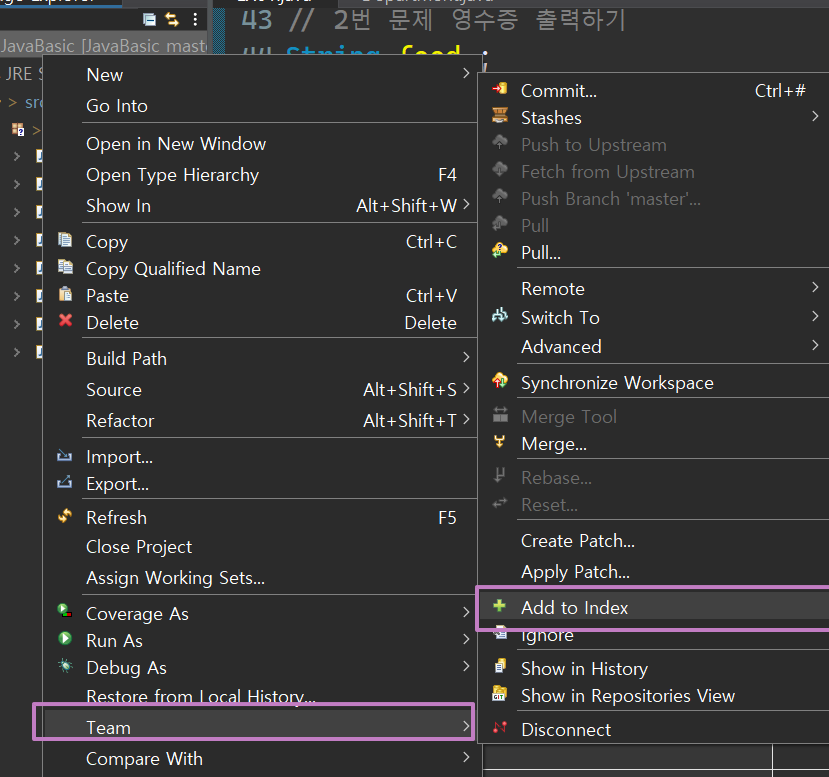 JavaBasic [JavaBasic maste
JRE S
> src
43 // 2번 문제 영수증 출력하기
String food ;
New
Go Into
Open in New Window
Open Type Hierarchy F4
Show In Alt+Shift+W
Copy Ctrl+C
Copy Qualified Name
Paste Ctrl+V
Delete Delete
Build Path
Source Alt+Shift+S
Refactor Alt+Shift+T
Import...
Export...
Refresh F5
Close Project
Assign Working Sets...
Coverage As
Run As
Debug As
Restore from Local History...
Team
Compare With
Commit... Ctrl+#
Stashes
Push to Upstream
Fetch from Upstream
Push Branch 'master'...
Pull
Pull...
Remote
Switch To
Advanced
Synchronize Workspace
Merge Tool
Merge...
Rebase...
Reset...
Create Patch...
Apply Patch...
Add to Index
Ignore
Show in History
Show in Repositories View
Disconnect